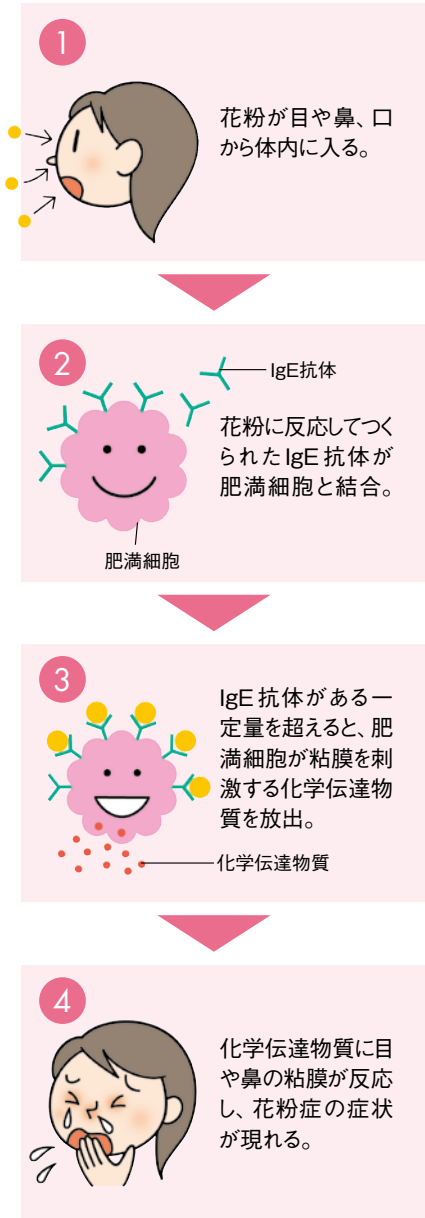 1
花粉が目や鼻、口
から体内に入る。
2
IgE抗体
花粉に反応してつく
られたIgE抗体が
肥満細胞と結合。
肥満細胞
3
IgE抗体がある一
定量を超えると、肥
満細胞が粘膜を刺
激する化学伝達物
質を放出。
化学伝達物質
4
化学伝達物質に目
や鼻の粘膜が反応
し、花粉症の症状
が現れる。